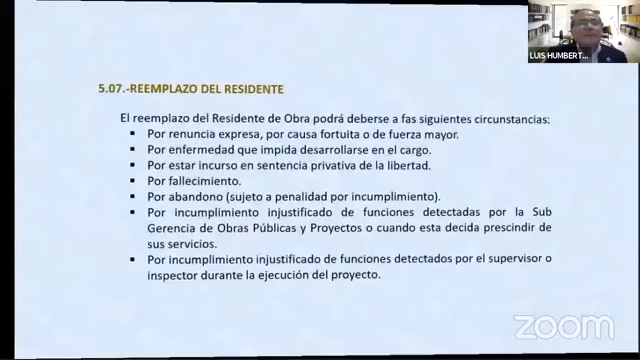 LUIS HUMBERT...
5.07.-REEMPLAZO DEL RESIDENTE
El reemplazo del Residente de Obra podrá deberse a fas siguientes circunstancias:
▪ Por renuncia expresa, por causa fortuita o de fuerza mayor.
▪ Por enfermedad que impida desarrollarse en el cargo.
▪ Por estar incurso en sentencia privativa de la libertad.
▪ Por fallecimiento.
▪ Por abandono (sujeto a penalidad por incumplimiento).
▪ Por incumplimiento injustificado de funciones detectadas por la Sub
Gerencia de Obras Públicas y Proyectos o cuando esta decida prescindir de
sus servicios.
▪ Por incumplimiento injustificado de funciones detectados por el supervisor o
inspector durante la ejecución del proyecto.
zoom